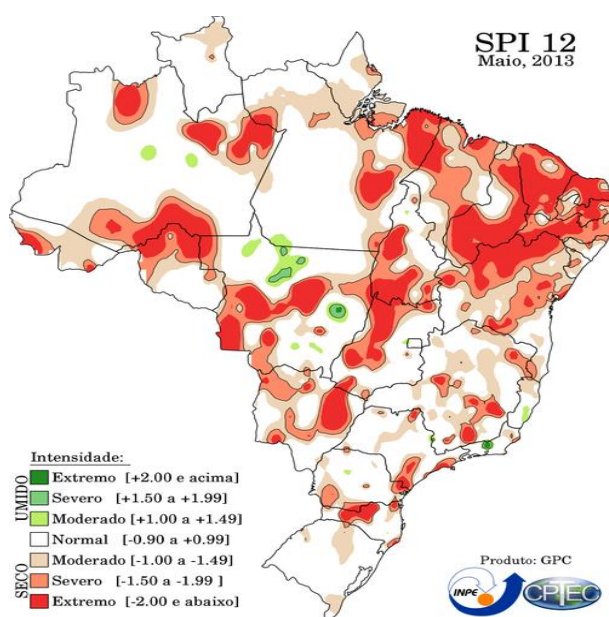 SPI 12
Maio, 2013
Intensidade:
UMIDO
Extremo [+2.00 e acima]
Severo [+1.50 a +1.99]
Moderado [+1.00 a +1.49]
Normal [-0.90 a +0.99]
SECO
Moderado [-1.00 a -1.49]
Severo [-1.50 a -1.99 ]
Extremo [-2.00 e abaixo]
Produto: GPC
INPE
CPTEC